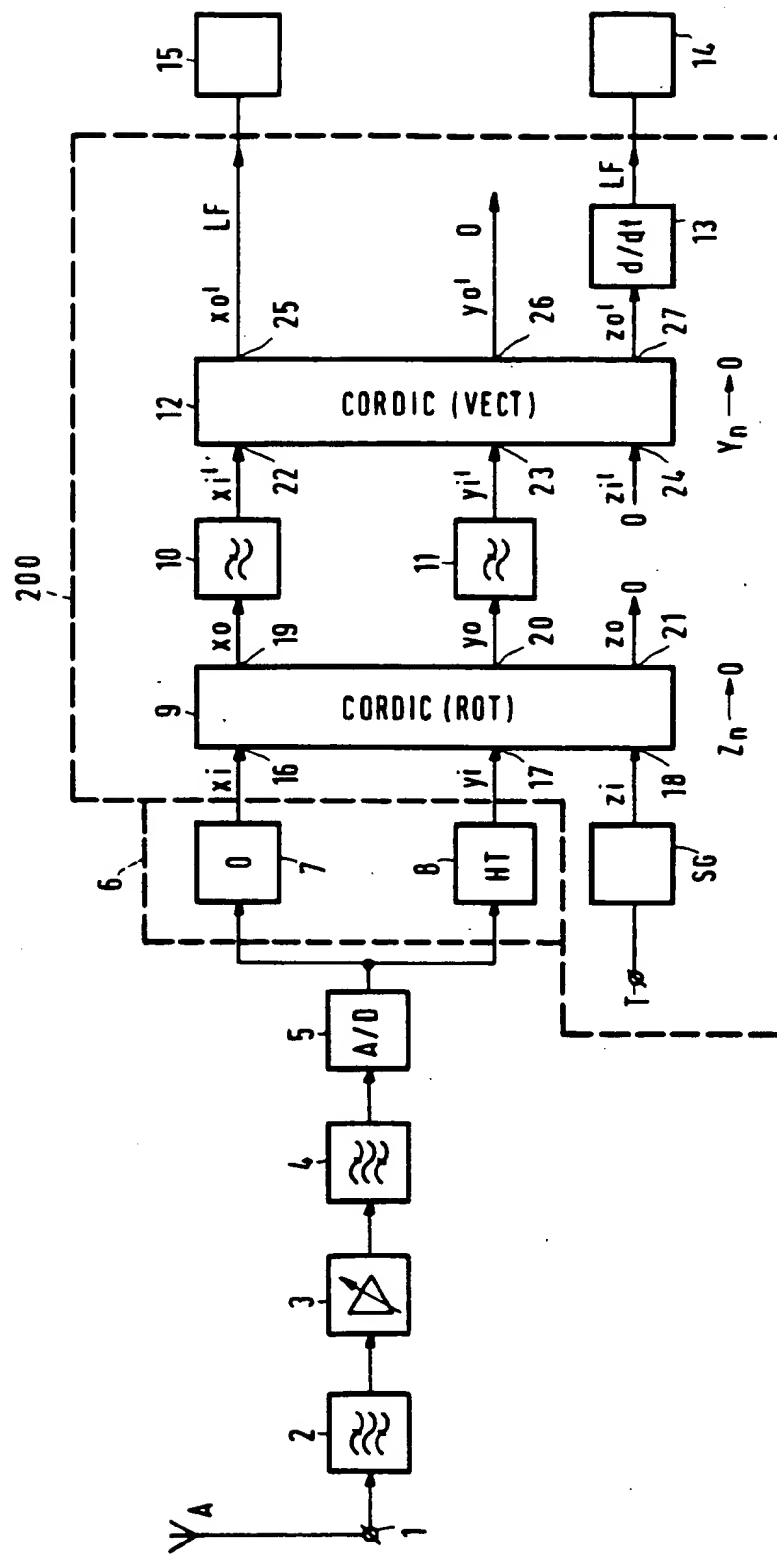 200
A
1
2
3
4
5
A/D
6
0
7
8
HT
T
SG
xi
16
yi
17
zi
18
9
CORDIC (ROT)
Zn → 0
xo
19
yo
20
zo
21
0
10
11
xi'
22
yi'
23
0
zi'
24
12
CORDIC (VECT)
Yn → 0
xo'
25
LF
yo'
26
0
zo'
27
d/dt
13
LF
15
14